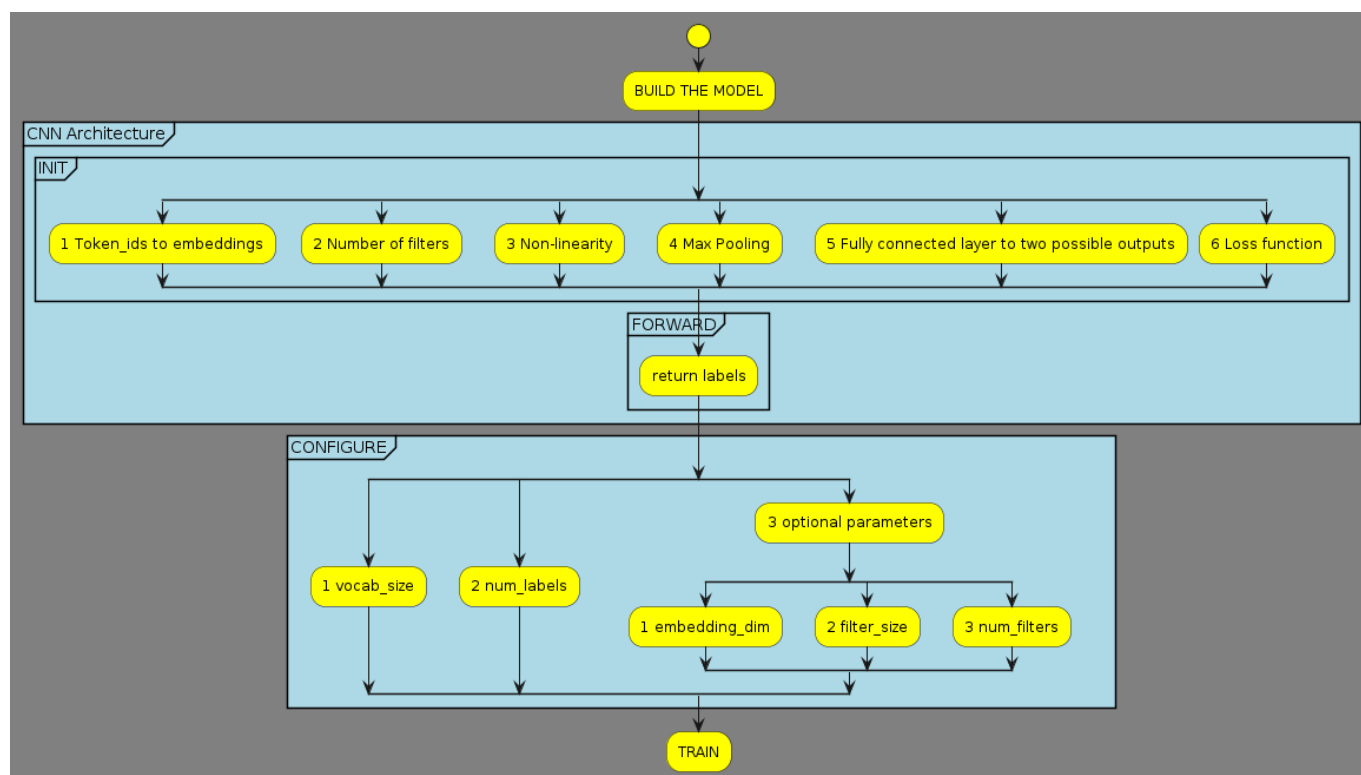 BUILD THE MODEL
CNN Architecture
INIT
1 Token_ids to embeddings
2 Number of filters
3 Non-linearity
4 Max Pooling
5 Fully connected layer to two possible outputs
6 Loss function
FORWARD
return labels
CONFIGURE
3 optional parameters
1 vocab_size
2 num_labels
1 embedding_dim
2 filter_size
3 num_filters
TRAIN